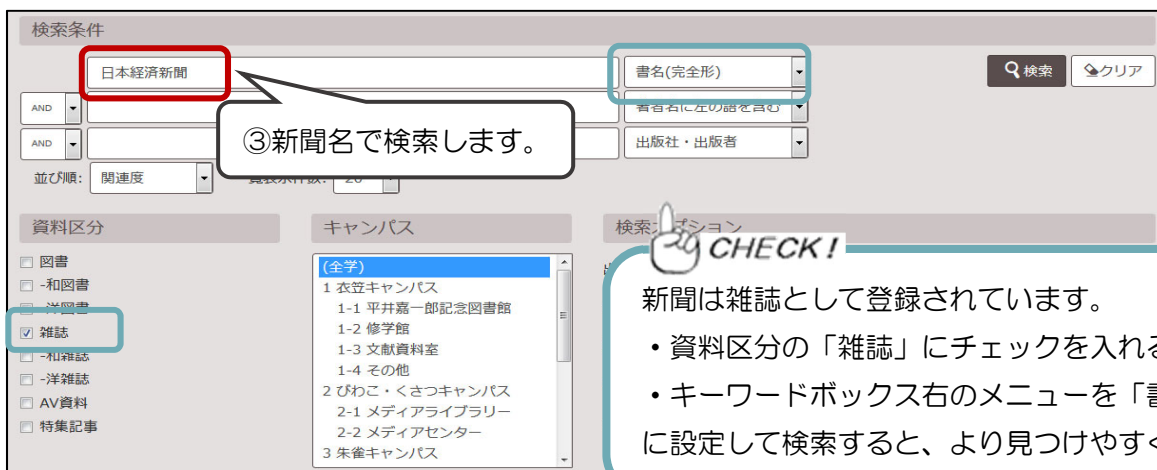 検索条件
日本経済新聞 書名(完全形) 検索 クリア
AND 著者名に左の語を含む
③新聞名で検索します。
AND 出版社・出版者
並び順: 関連度
資料区分
図書
-和図書
-洋図書
雑誌
-和雑誌
-洋雑誌
AV資料
特集記事
キャンパス
(全学)
1 衣笠キャンパス
1-1 平井嘉一郎記念図書館
1-2 修学館
1-3 文献資料室
1-4 その他
2 びわこ・くさつキャンパス
2-1 メディアライブラリー
2-2 メディアセンター
3 朱雀キャンパス
検索オプション
CHECK!
新聞は雑誌として登録されています。
・資料区分の「雑誌」にチェックを入れる
・キーワードボックス右のメニューを「書
に設定して検索すると、より見つけやすく